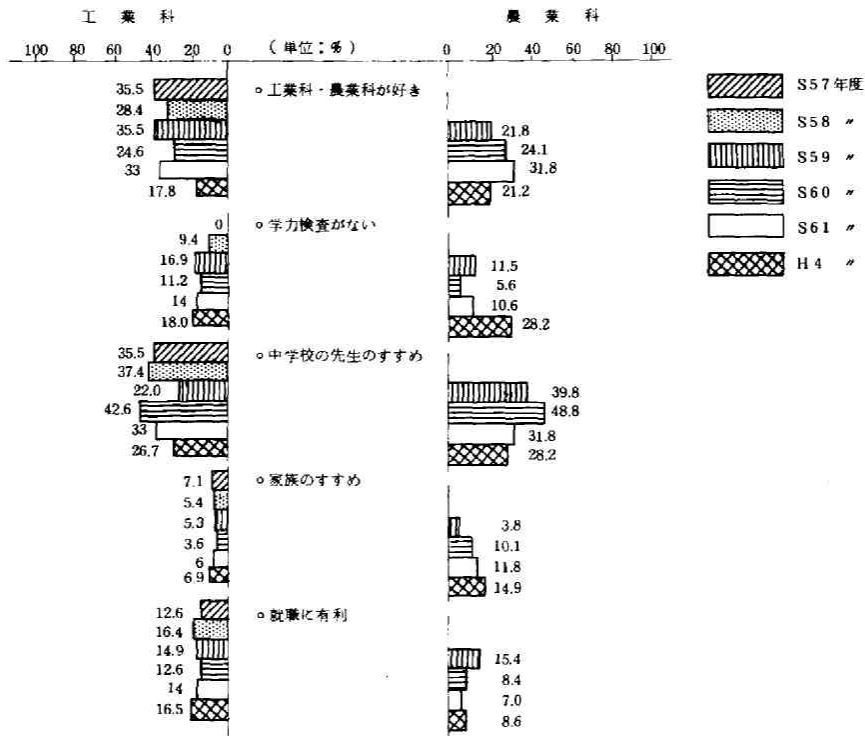 工業科 農業科
100 80 60 40 20 0 (単位:%) 0 20 40 60 80 100
35.5 ○工業科・農業科が好き S57年度
28.4 S58 〃
35.5 21.8 S59 〃
24.6 24.1 S60 〃
33 31.8 S61 〃
17.8 21.2 H4 〃
0 ○学力検査がない
9.4
16.9 11.5
11.2 5.6
14 10.6
18.0 28.2
35.5 ○中学校の先生のすすめ
37.4
22.0 39.8
42.6 48.8
33 31.8
26.7 28.2
7.1 ○家族のすすめ
5.4
5.3 3.8
3.6 10.1
6 11.8
6.9 14.9
12.6 ○就職に有利
16.4
14.9 15.4
12.6 8.4
14 7.0
16.5 8.6